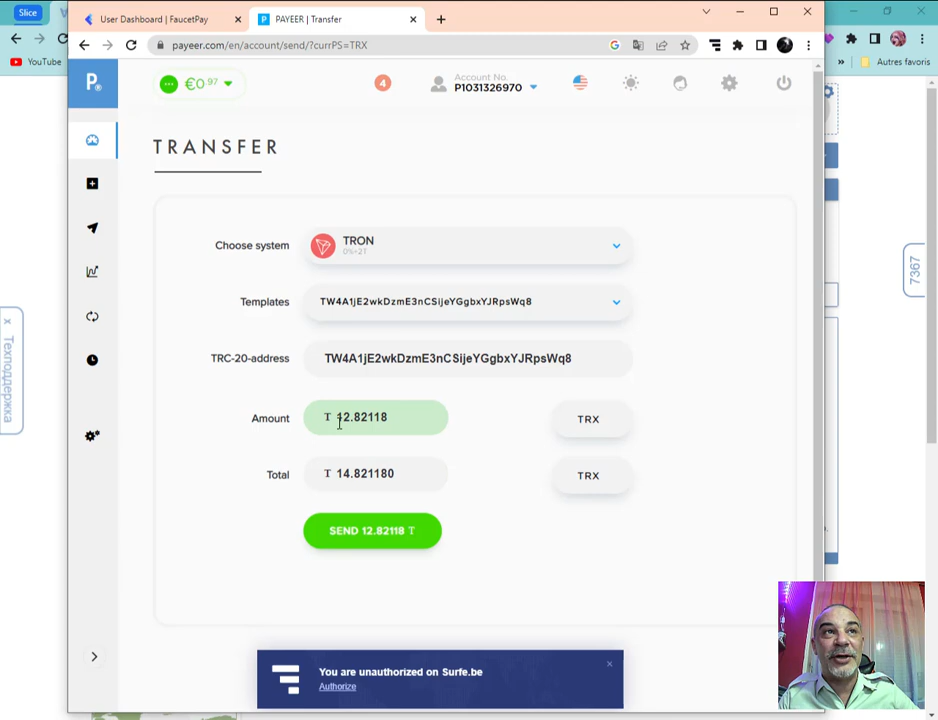 Slice
User Dashboard | FaucetPay
PAYEER | Transfer
payeer.com/en/account/send/?currPS=TRX
YouTube
»
Autres favoris
P®
€0.97
4
Account No.
P1031326970
TRANSFER
Choose system
TRON
0%+2T
Templates
TW4A1jE2wkDzmE3nCSijeYGgbxYJRpsWq8
TRC-20-address
TW4A1jE2wkDzmE3nCSijeYGgbxYJRpsWq8
Amount
T 12.82118
TRX
Total
T 14.821180
TRX
SEND 12.82118 T
You are unauthorized on Surfe.be
Authorize
x Техподдержка
7367